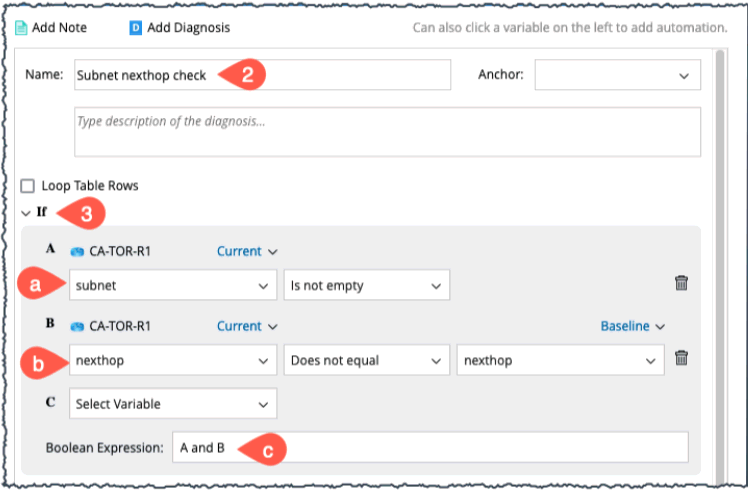 Add Note D Add Diagnosis Can also click a variable on the left to add automation.
Name: Subnet nexthop check 2 Anchor:
Type description of the diagnosis...
Loop Table Rows
If 3
A CA-TOR-R1 Current
a subnet Is not empty
B CA-TOR-R1 Current Baseline
b nexthop Does not equal nexthop
C Select Variable
Boolean Expression: A and B c